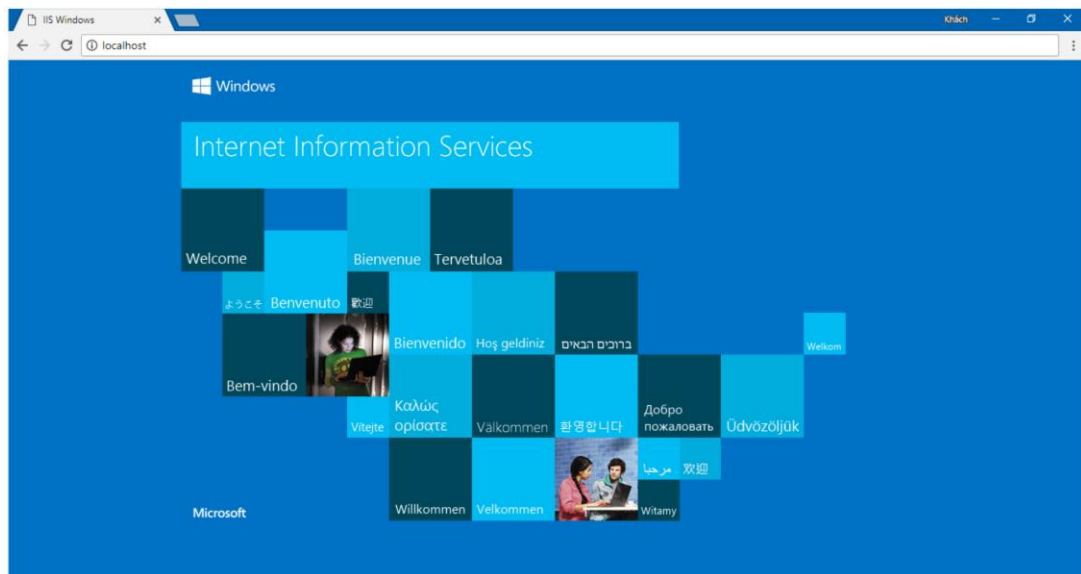 IIS Windows
Khách
localhost
Windows
Internet Information Services
Welcome
Bienvenue
Tervetuloa
ようこそ
Benvenuto
歡迎
Bienvenido
Hoş geldiniz
ברוכים הבאים
Welkom
Bem-vindo
Vítejte
Καλώς
ορίσατε
Välkommen
환영합니다
Добро
пожаловать
Üdvözöljük
مرحبا
欢迎
Microsoft
Willkommen
Velkommen
Witamy